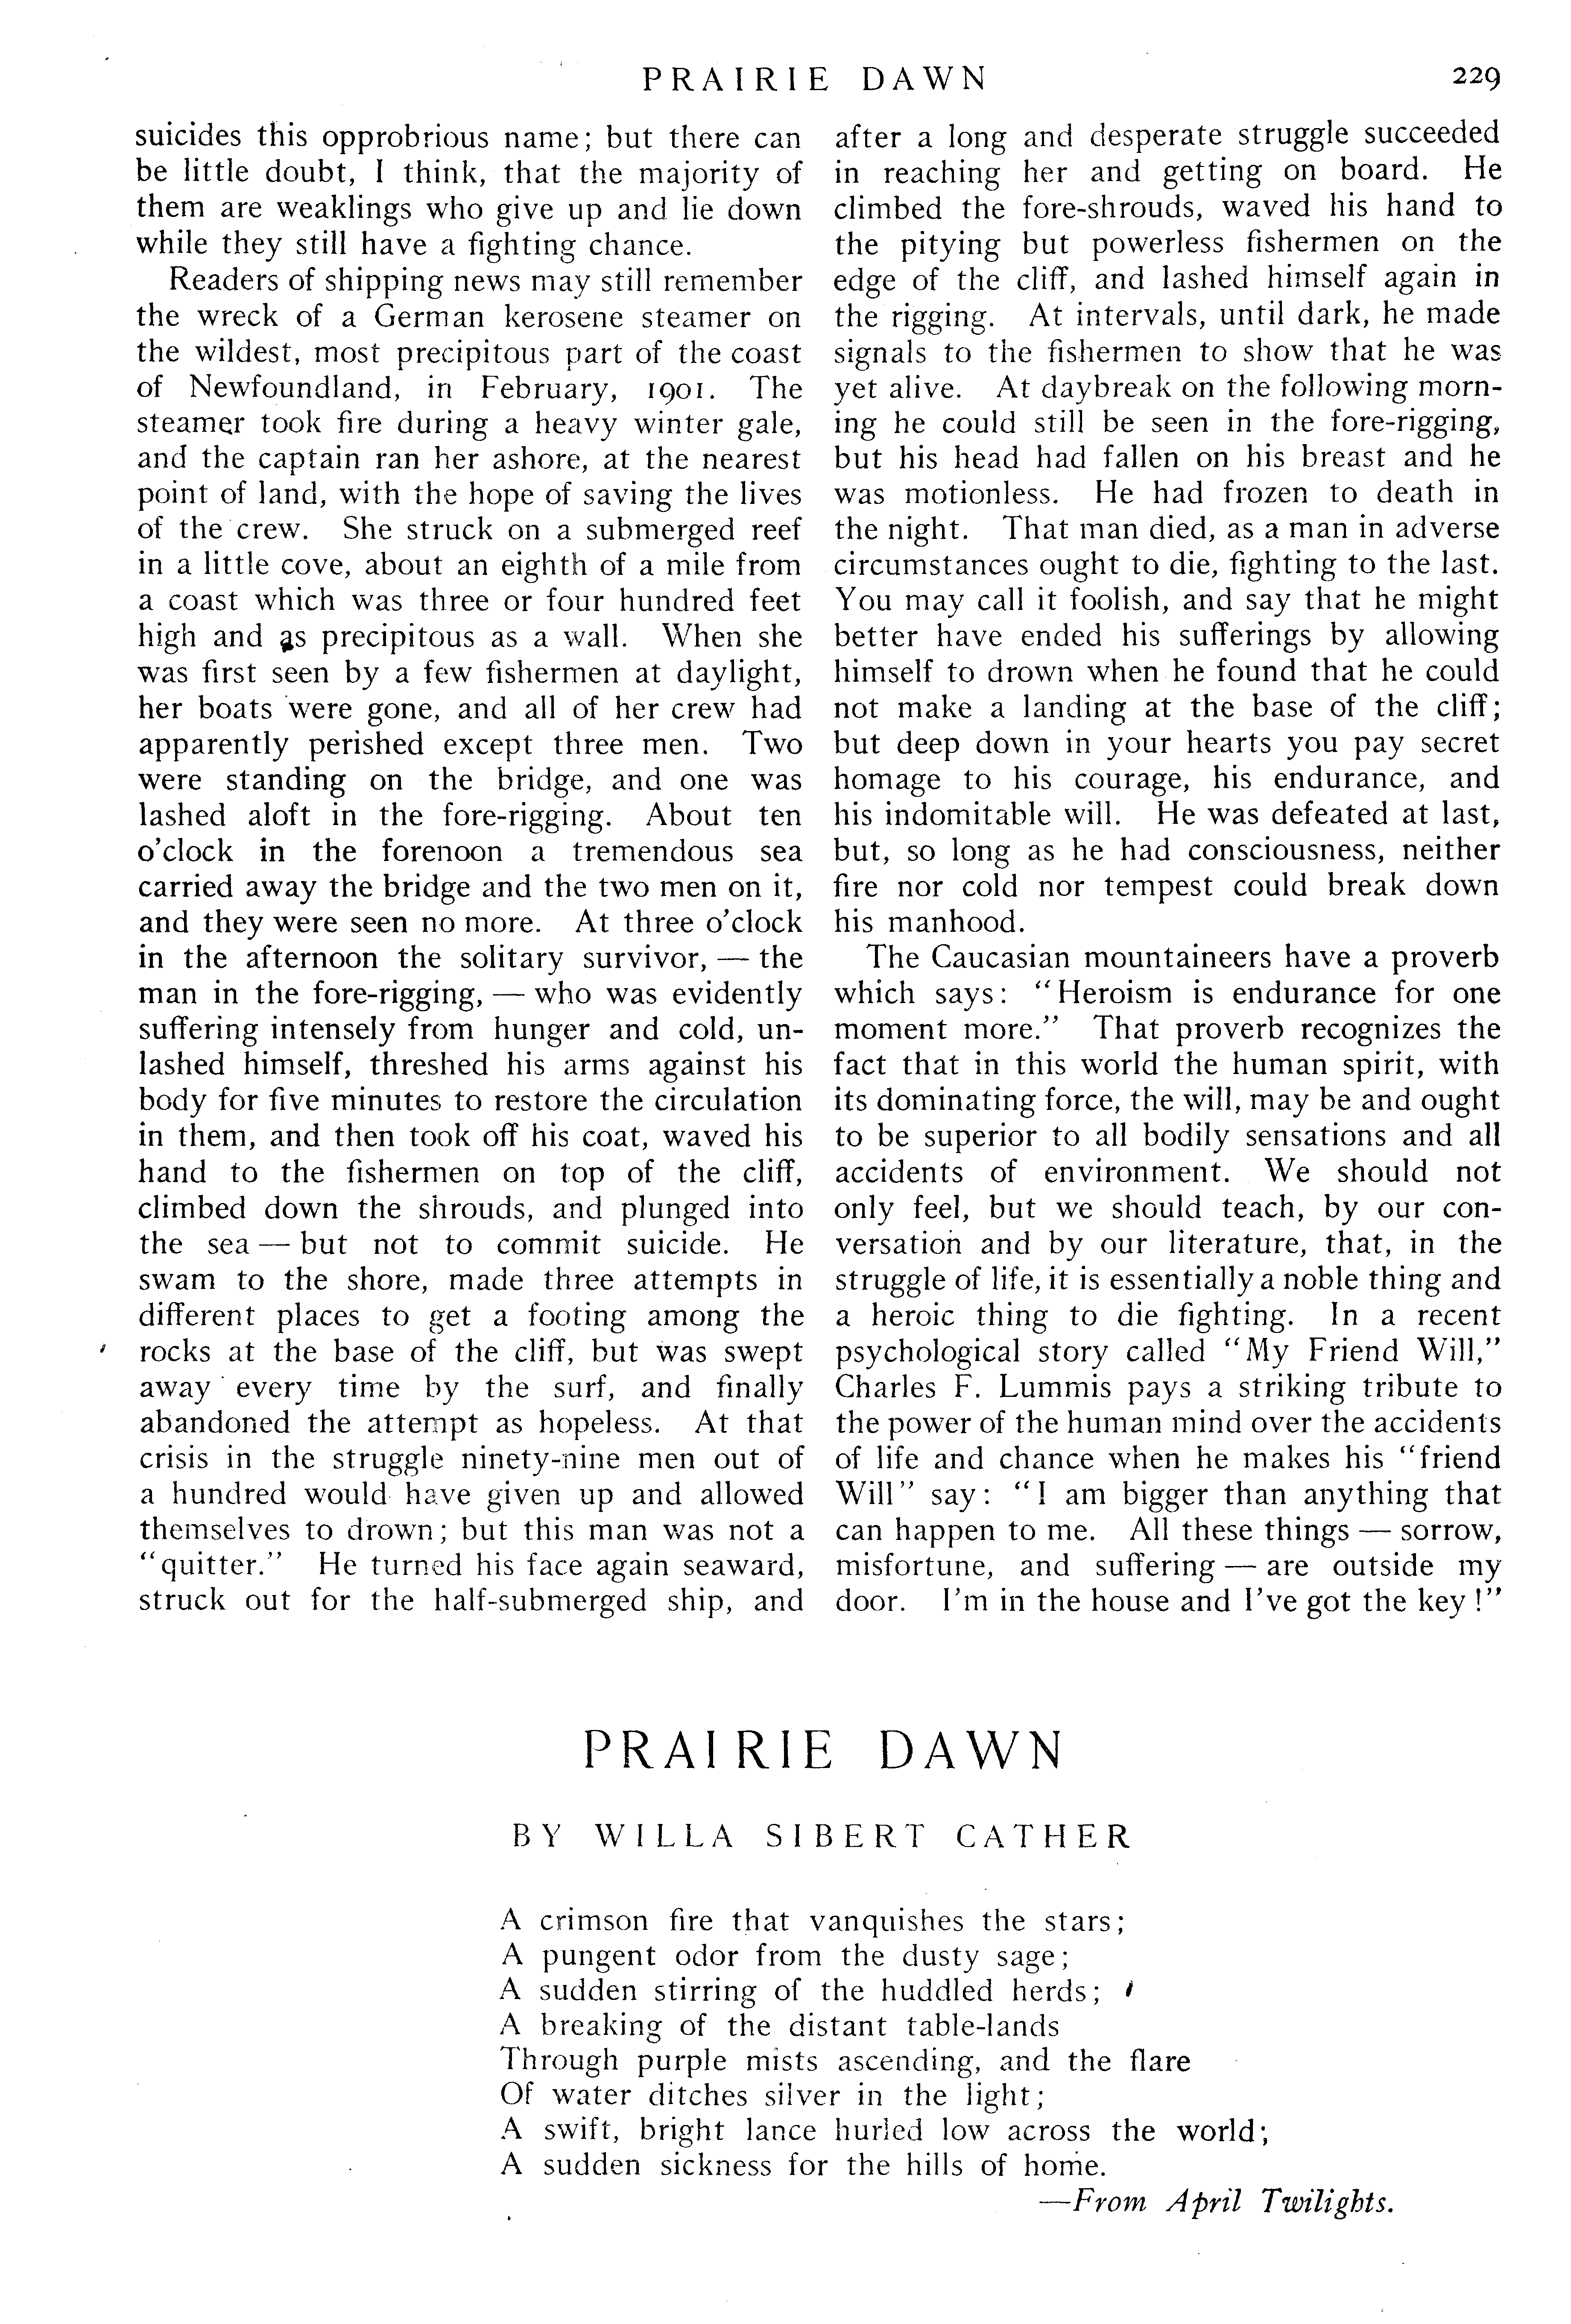 PRAIRIE DAWN 229
suicides this opprobrious name; but there can
be little doubt, I think, that the majority of
them are weaklings who give up and lie down
while they still have a fighting chance.
Readers of shipping news may still remember
the wreck of a German kerosene steamer on
the wildest, most precipitous part of the coast
of Newfoundland, in February, 1901. The
steamer took fire during a heavy winter gale,
and the captain ran her ashore, at the nearest
point of land, with the hope of saving the lives
of the crew. She struck on a submerged reef
in a little cove, about an eighth of a mile from
a coast which was three or four hundred feet
high and as precipitous as a wall. When she
was first seen by a few fishermen at daylight,
her boats were gone, and all of her crew had
apparently perished except three men. Two
were standing on the bridge, and one was
lashed aloft in the fore-rigging. About ten
o'clock in the forenoon a tremendous sea
carried away the bridge and the two men on it,
and they were seen no more. At three o'clock
in the afternoon the solitary survivor, — the
man in the fore-rigging, — who was evidently
suffering intensely from hunger and cold, un-
lashed himself, threshed his arms against his
body for five minutes to restore the circulation
in them, and then took off his coat, waved his
hand to the fishermen on top of the cliff,
climbed down the shrouds, and plunged into
the sea — but not to commit suicide. He
swam to the shore, made three attempts in
different places to get a footing among the
rocks at the base of the cliff, but was swept
away every time by the surf, and finally
abandoned the attempt as hopeless. At that
crisis in the struggle ninety-nine men out of
a hundred would have given up and allowed
themselves to drown; but this man was not a
"quitter." He turned his face again seaward,
struck out for the half-submerged ship, and
after a long and desperate struggle succeeded
in reaching her and getting on board. He
climbed the fore-shrouds, waved his hand to
the pitying but powerless fishermen on the
edge of the cliff, and lashed himself again in
the rigging. At intervals, until dark, he made
signals to the fishermen to show that he was
yet alive. At daybreak on the following morn-
ing he could still be seen in the fore-rigging,
but his head had fallen on his breast and he
was motionless. He had frozen to death in
the night. That man died, as a man in adverse
circumstances ought to die, fighting to the last.
You may call it foolish, and say that he might
better have ended his sufferings by allowing
himself to drown when he found that he could
not make a landing at the base of the cliff;
but deep down in your hearts you pay secret
homage to his courage, his endurance, and
his indomitable will. He was defeated at last,
but, so long as he had consciousness, neither
fire nor cold nor tempest could break down
his manhood.
The Caucasian mountaineers have a proverb
which says: "Heroism is endurance for one
moment more." That proverb recognizes the
fact that in this world the human spirit, with
its dominating force, the will, may be and ought
to be superior to all bodily sensations and all
accidents of environment. We should not
only feel, but we should teach, by our con-
versation and by our literature, that, in the
struggle of life, it is essentially a noble thing and
a heroic thing to die fighting. In a recent
psychological story called "My Friend Will,"
Charles F. Lummis pays a striking tribute to
the power of the human mind over the accidents
of life and chance when he makes his "friend
Will" say: "I am bigger than anything that
can happen to me. All these things — sorrow,
misfortune, and suffering — are outside my
door. I'm in the house and I've got the key!"
PRAIRIE DAWN
BY WILLA SIBERT CATHER
A crimson fire that vanquishes the stars;
A pungent odor from the dusty sage;
A sudden stirring of the huddled herds;
A breaking of the distant table-lands
Through purple mists ascending, and the flare
Of water ditches silver in the light;
A swift, bright lance hurled low across the world;
A sudden sickness for the hills of home.
—From April Twilights.